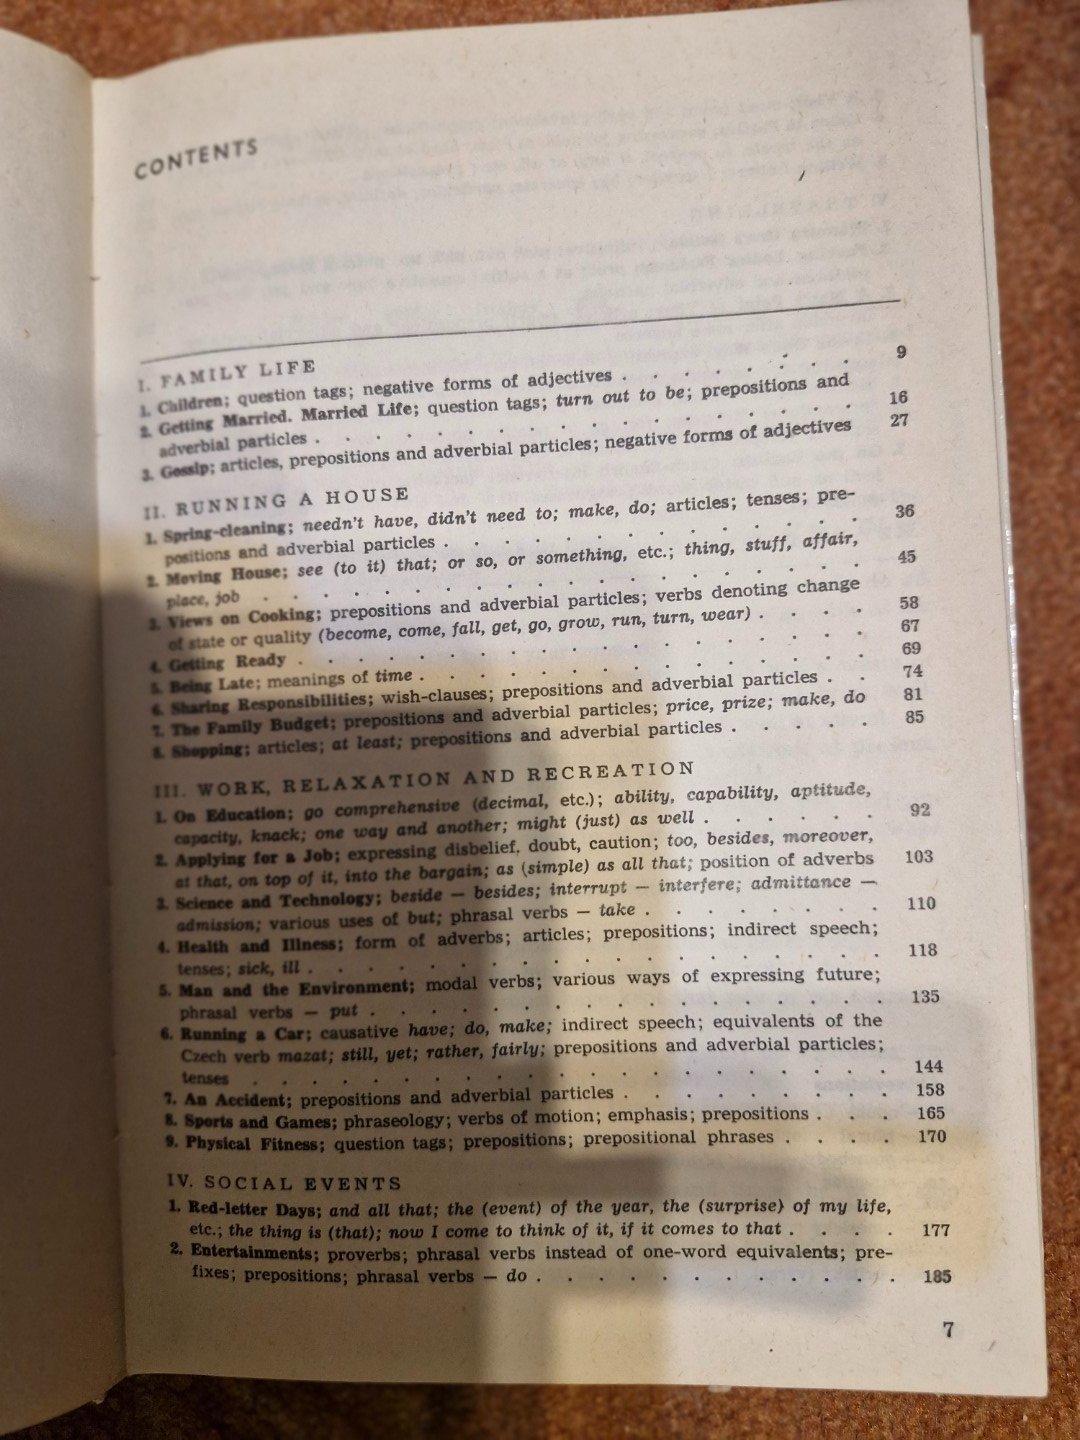 CONTENTS
I. FAMILY LIFE
1. Children; question tags; negative forms of adjectives . . . . . . . 9
2. Getting Married. Married Life; question tags; turn out to be; prepositions and
adverbial particles . . . . . . . . . . . . . . . 16
3. Gossip; articles, prepositions and adverbial particles; negative forms of adjectives 27
II. RUNNING A HOUSE
1. Spring-cleaning; needn't have, didn't need to; make, do; articles; tenses; pre-
positions and adverbial particles . . . . . . . . . . . . 36
2. Moving House; see (to it) that; or so, or something, etc.; thing, stuff, affair,
place, job . . . . . . . . . . . . . . . . . 45
3. Views on Cooking; prepositions and adverbial particles; verbs denoting change
of state or quality (become, come, fall, get, go, grow, run, turn, wear) . . . . 58
4. Getting Ready . . . . . . . . . . . . . . . . 67
5. Being Late; meanings of time . . . . . . . . . . . . 69
6. Sharing Responsibilities; wish-clauses; prepositions and adverbial particles . . 74
7. The Family Budget; prepositions and adverbial particles; price, prize; make, do 81
8. Shopping; articles; at least; prepositions and adverbial particles . . . . . 85
III. WORK, RELAXATION AND RECREATION
1. On Education; go comprehensive (decimal, etc.); ability, capability, aptitude,
capacity, knack; one way and another; might (just) as well . . . . . . 92
2. Applying for a Job; expressing disbelief, doubt, caution; too, besides, moreover,
at that, on top of it, into the bargain; as (simple) as all that; position of adverbs 103
3. Science and Technology; beside — besides; interrupt — interfere; admittance —
admission; various uses of but; phrasal verbs — take . . . . . . . 110
4. Health and Illness; form of adverbs; articles; prepositions; indirect speech;
tenses; sick, ill . . . . . . . . . . . . . . . . 118
5. Man and the Environment; modal verbs; various ways of expressing future;
phrasal verbs — put . . . . . . . . . . . . . . 135
6. Running a Car; causative have; do, make; indirect speech; equivalents of the
Czech verb mazat; still, yet; rather, fairly; prepositions and adverbial particles;
tenses . . . . . . . . . . . . . . . . . . 144
7. An Accident; prepositions and adverbial particles . . . . . . . . 158
8. Sports and Games; phraseology; verbs of motion; emphasis; prepositions . . . 165
9. Physical Fitness; question tags; prepositions; prepositional phrases . . . . 170
IV. SOCIAL EVENTS
1. Red-letter Days; and all that; the (event) of the year, the (surprise) of my life,
etc.; the thing is (that); now I come to think of it, if it comes to that . . . . 177
2. Entertainments; proverbs; phrasal verbs instead of one-word equivalents; pre-
fixes; prepositions; phrasal verbs — do . . . . . . . . . . . . 185
7